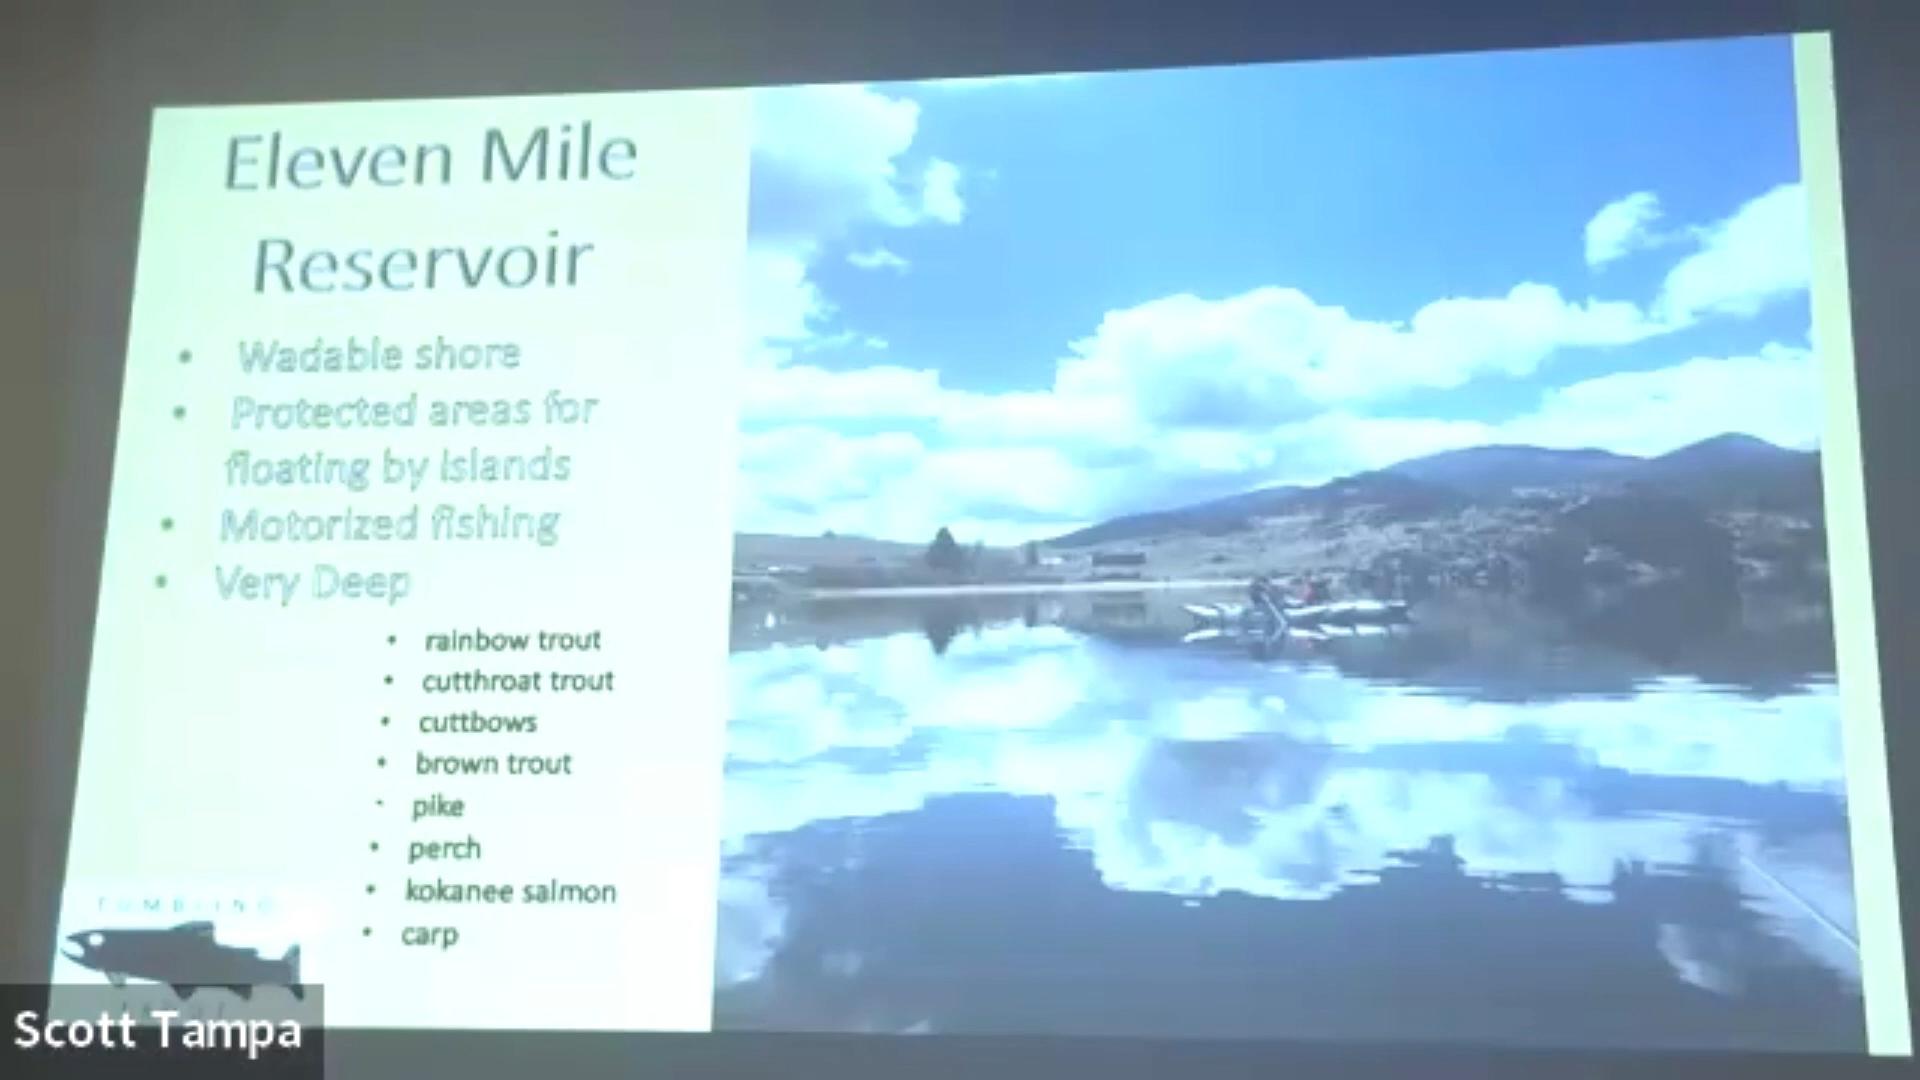 Eleven Mile
Reservoir
• Wadable shore
• Protected areas for
floating by islands
• Motorized fishing
• Very Deep
• rainbow trout
• cutthroat trout
• cuttbows
• brown trout
• pike
• perch
• kokanee salmon
• carp
Scott Tampa